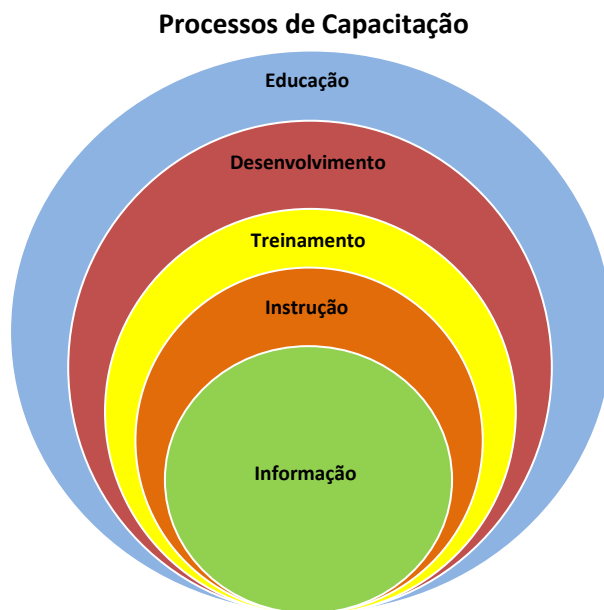 Processos de Capacitação
Educação
Desenvolvimento
Treinamento
Instrução
Informação